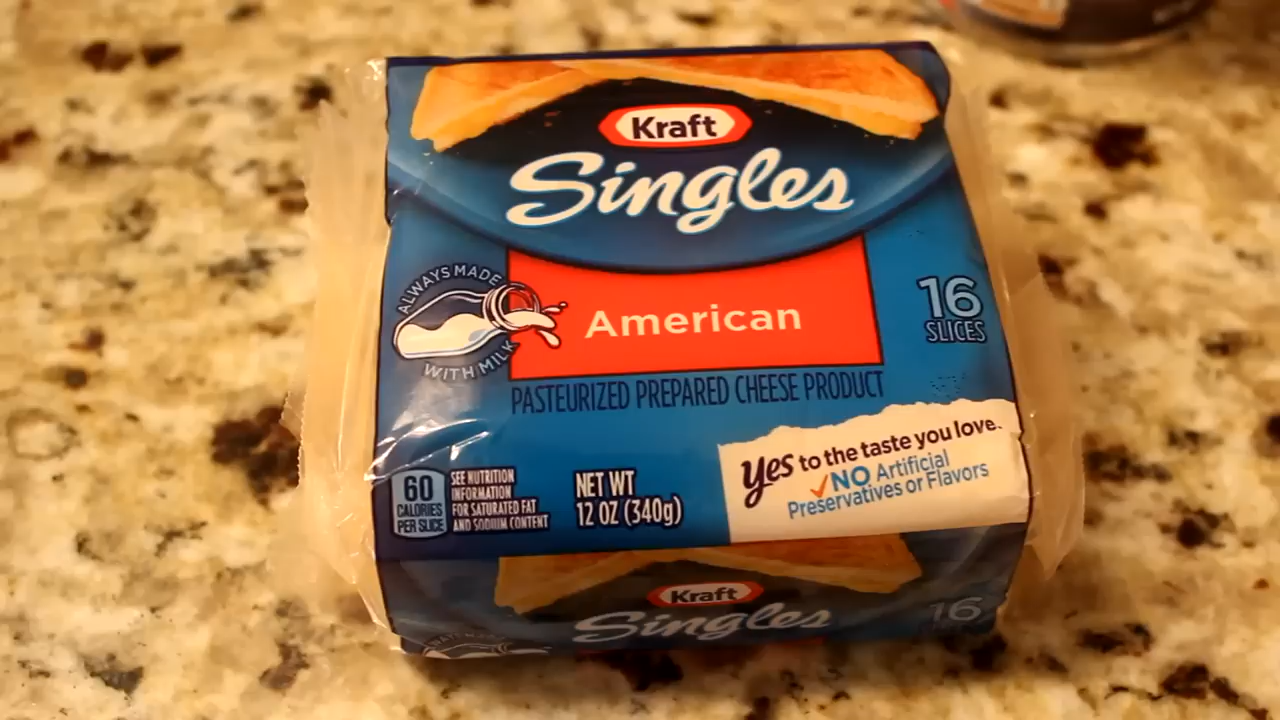 Kraft
Singles
ALWAYS MADE
WITH MILK
American
16
SLICES
PASTEURIZED PREPARED CHEESE PRODUCT
yes to the taste you love.
NO Artificial
Preservatives or Flavors
60
CALORIES
PER SLICE
SEE NUTRITION
INFORMATION
FOR SATURATED FAT
AND SODIUM CONTENT
NET WT
12 OZ (340g)
Kraft
Singles
16